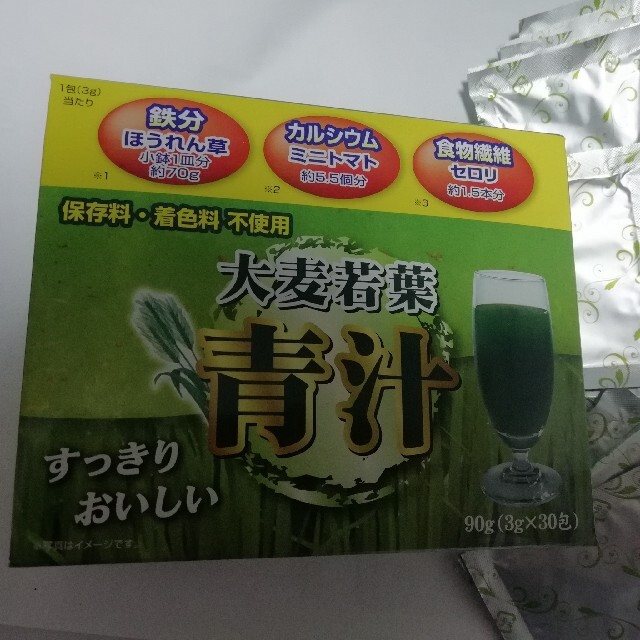 1包(3g)
当たり
鉄分
ほうれん草
小鉢1皿分
約70g
※1
カルシウム
ミニトマト
約5.5個分
※2
食物繊維
セロリ
約1.5本分
※3
保存料・着色料 不使用
大麦若葉
青汁
すっきり
おいしい
90g(3g×30包)
※写真はイメージです。